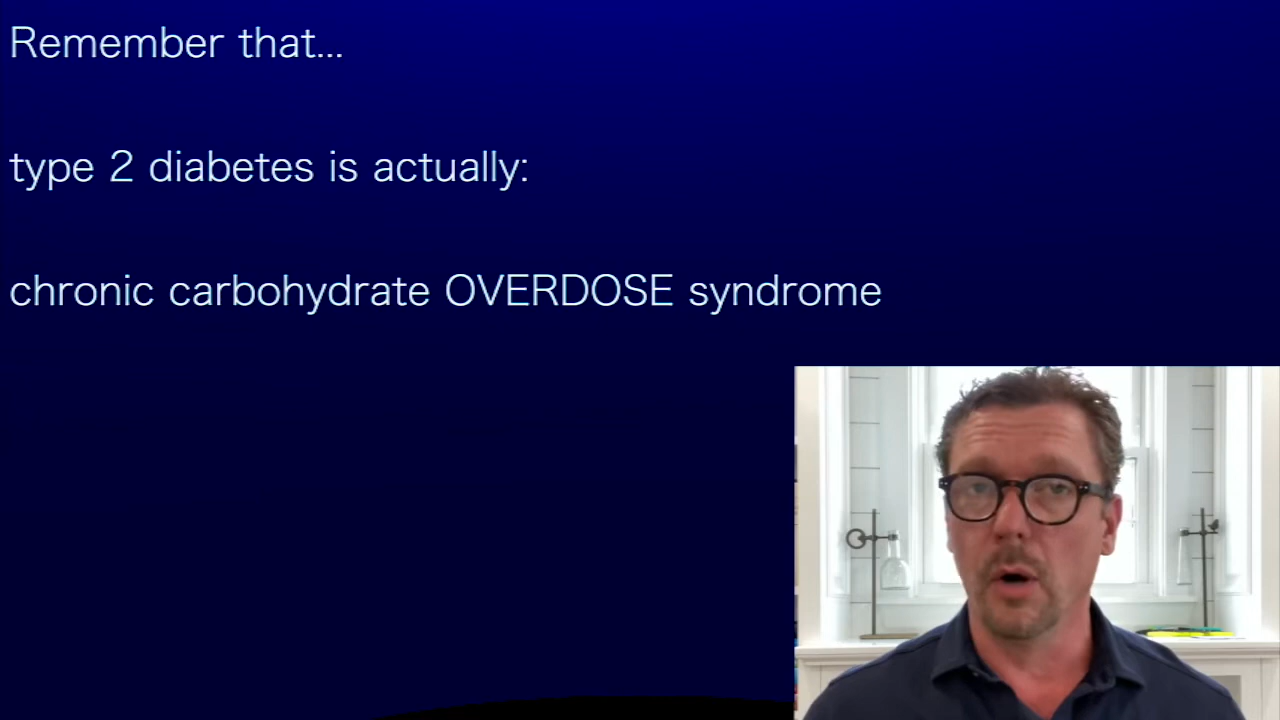 Remember that...
type 2 diabetes is actually:
chronic carbohydrate OVERDOSE syndrome